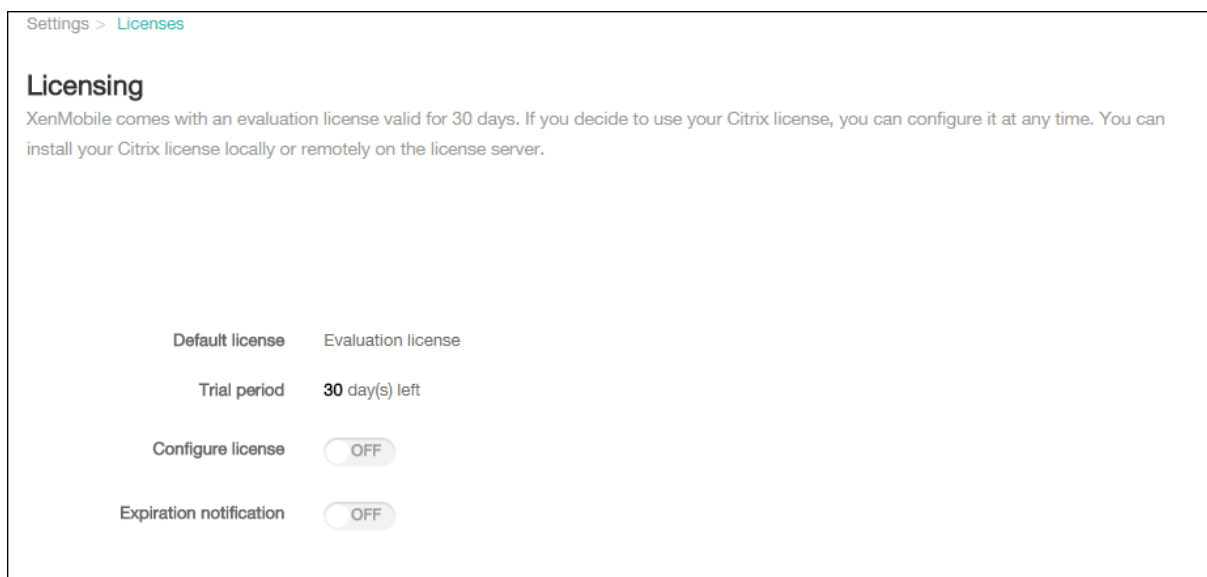 Settings > Licenses
Licensing
XenMobile comes with an evaluation license valid for 30 days. If you decide to use your Citrix license, you can configure it at any time. You can
install your Citrix license locally or remotely on the license server.
Default license Evaluation license
Trial period 30 day(s) left
Configure license OFF
Expiration notification OFF